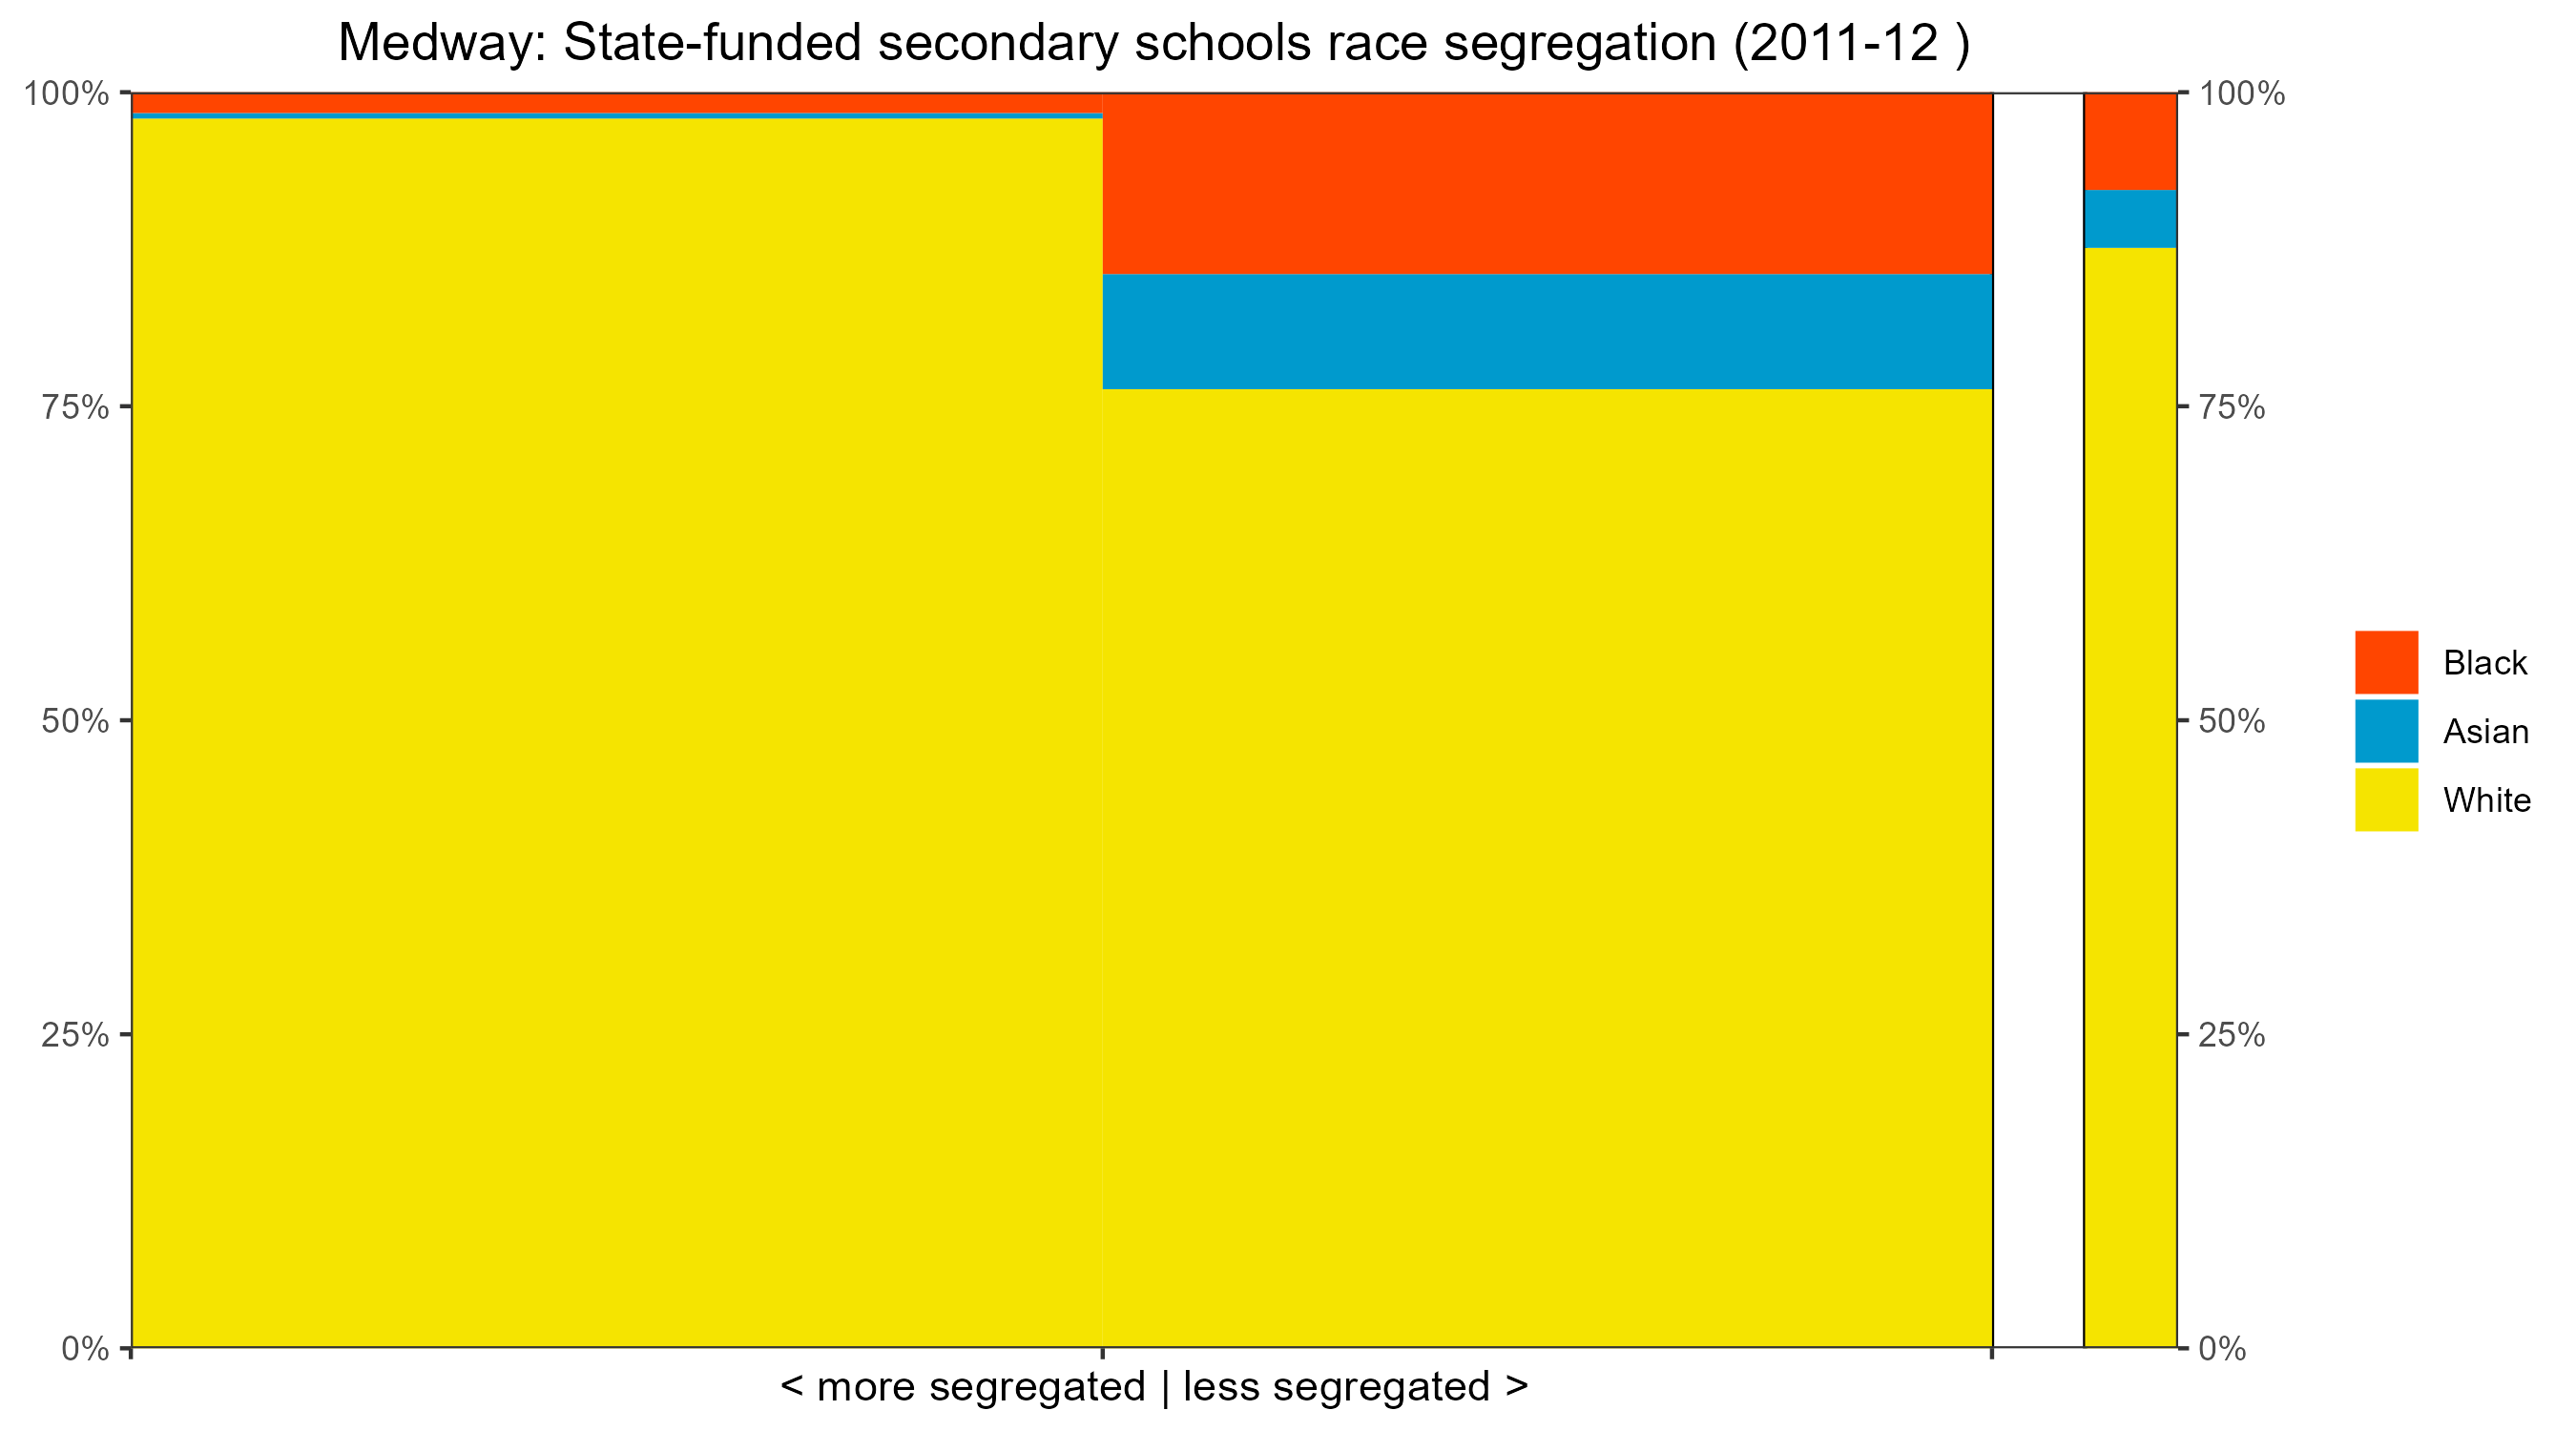 Medway: State-funded secondary schools race segregation (2011-12 )
100%
75%
50%
25%
0%
100%
75%
50%
25%
0%
< more segregated | less segregated >
Black
Asian
White